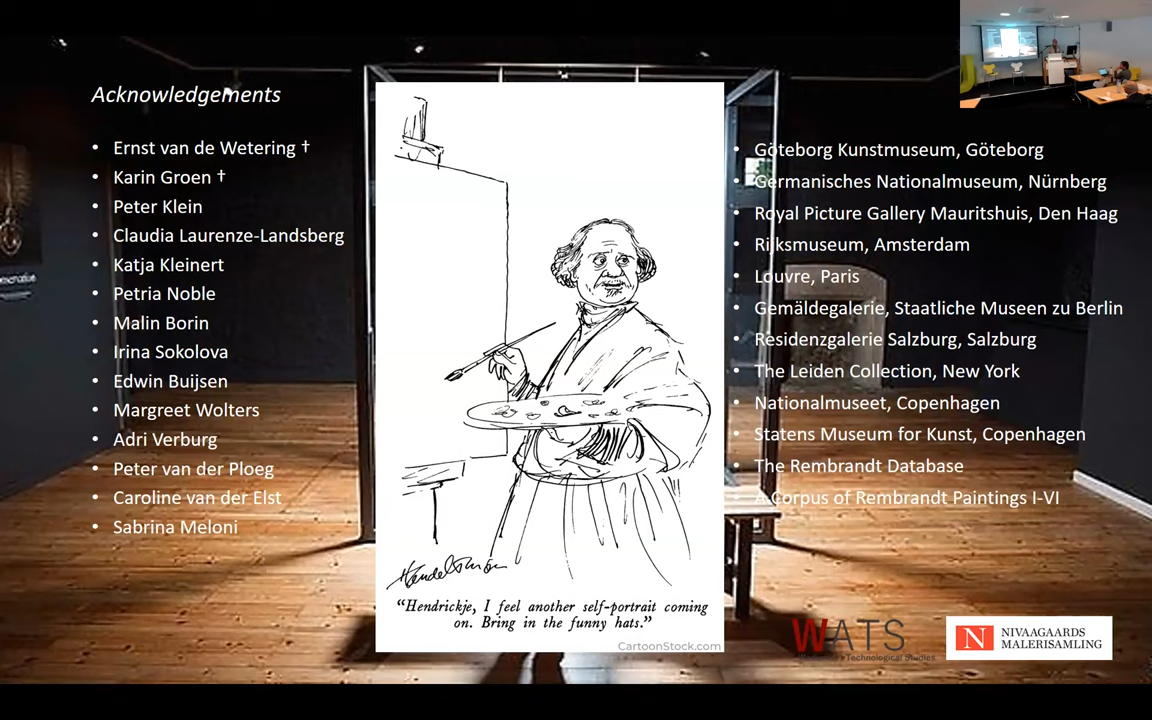 Acknowledgements
• Ernst van de Wetering †
• Karin Groen †
• Peter Klein
• Claudia Laurenze-Landsberg
• Katja Kleinert
• Petria Noble
• Malin Borin
• Irina Sokolova
• Edwin Buijsen
• Margreet Wolters
• Adri Verburg
• Peter van der Ploeg
• Caroline van der Elst
• Sabrina Meloni
Hendelsman
“Hendrickje, I feel another self-portrait coming
on. Bring in the funny hats.”
CartoonStock.com
• Göteborg Kunstmuseum, Göteborg
• Germanisches Nationalmuseum, Nürnberg
• Royal Picture Gallery Mauritshuis, Den Haag
• Rijksmuseum, Amsterdam
• Louvre, Paris
• Gemäldegalerie, Staatliche Museen zu Berlin
• Residenzgalerie Salzburg, Salzburg
• The Leiden Collection, New York
• Nationalmuseet, Copenhagen
• Statens Museum for Kunst, Copenhagen
• The Rembrandt Database
• A Corpus of Rembrandt Paintings I-VI
WATS
Technological Studies
N
NIVAAGAARDS
MALERISAMLING